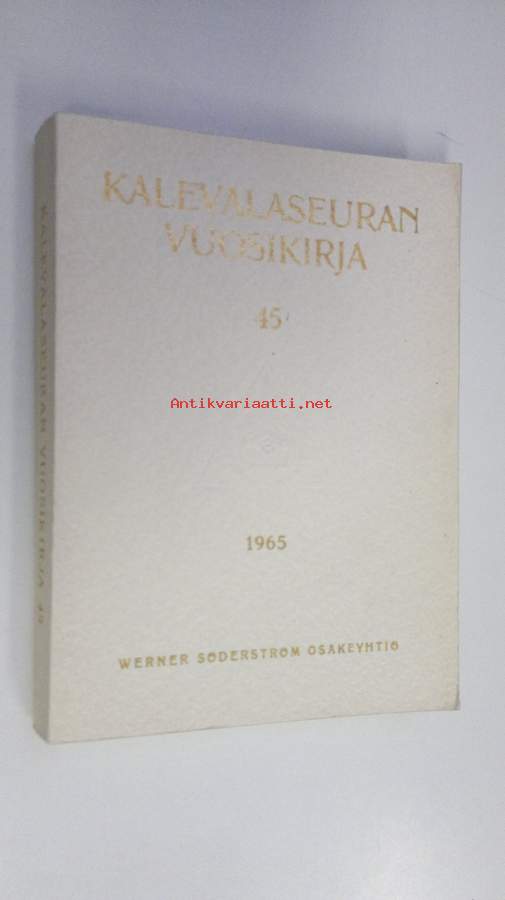 KALEVALASEURAN
VUOSIKIRJA
45
Antikvariaatti.net
1965
WERNER SÖDERSTRÖM OSAKEYHTIÖ
KALEVALASEURAN VUOSIKIRJA 45